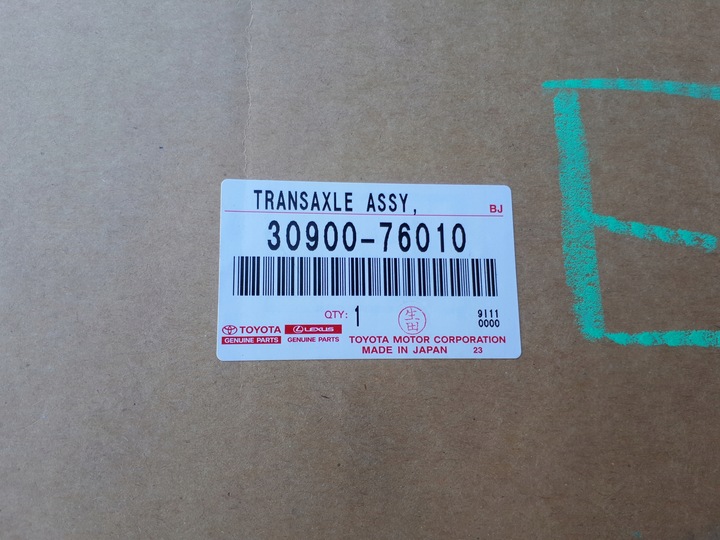 TRANSAXLE ASSY,
BJ
30900-76010
QTY: 1
生田
9111
0000
TOYOTA
GENUINE PARTS
LEXUS
GENUINE PARTS
TOYOTA MOTOR CORPORATION
MADE IN JAPAN 23